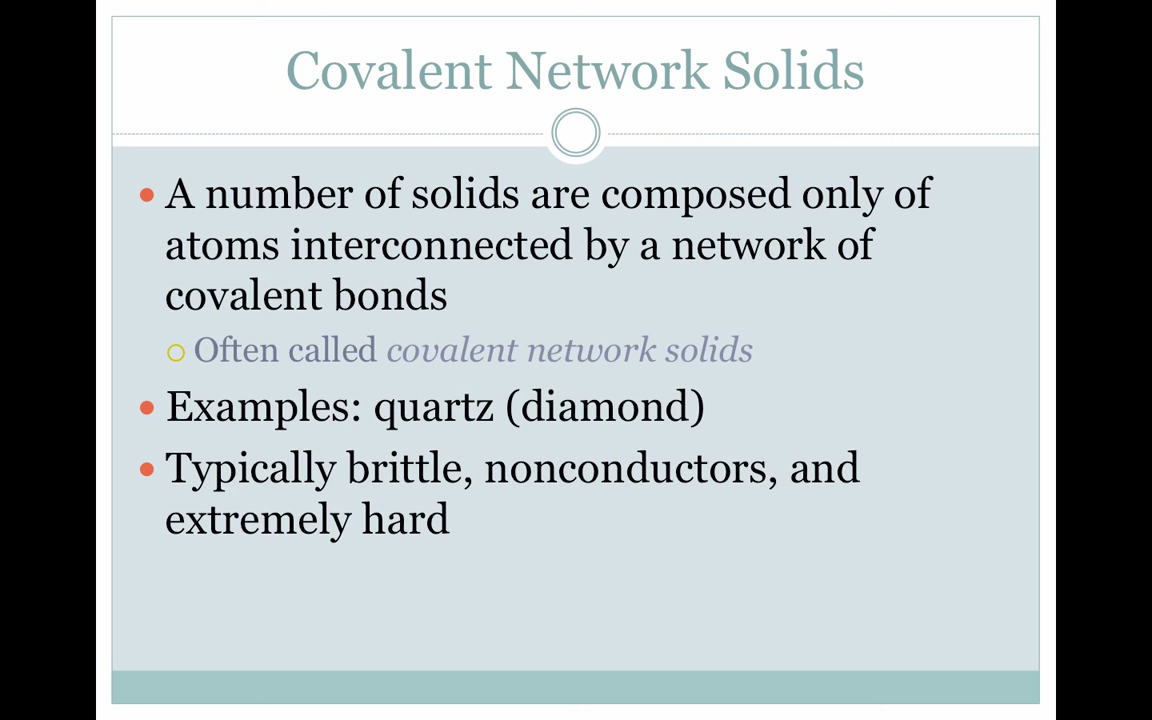 Covalent Network Solids
• A number of solids are composed only of
atoms interconnected by a network of
covalent bonds
○ Often called covalent network solids
• Examples: quartz (diamond)
• Typically brittle, nonconductors, and
extremely hard